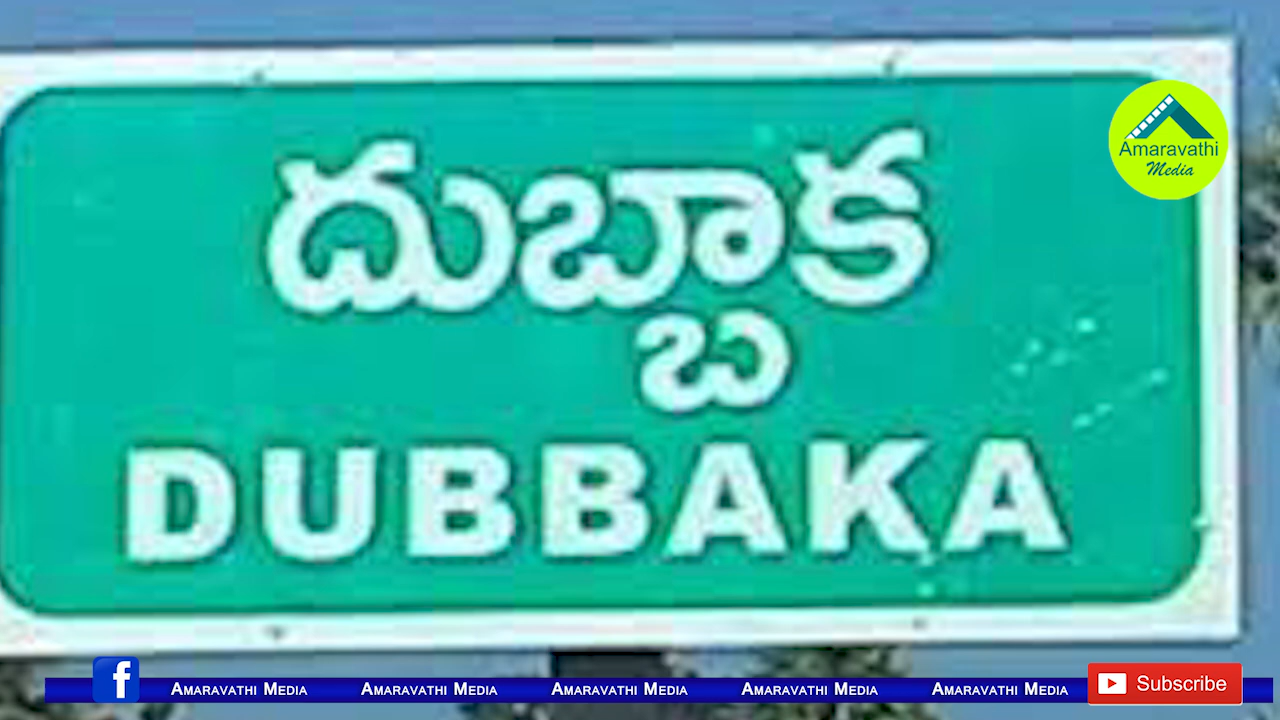 దుబ్బాక
DUBBAKA
Amaravathi
Media
f
AMARAVATHI MEDIA AMARAVATHI MEDIA AMARAVATHI MEDIA AMARAVATHI MEDIA AMARAVATHI MEDIA
Subscribe